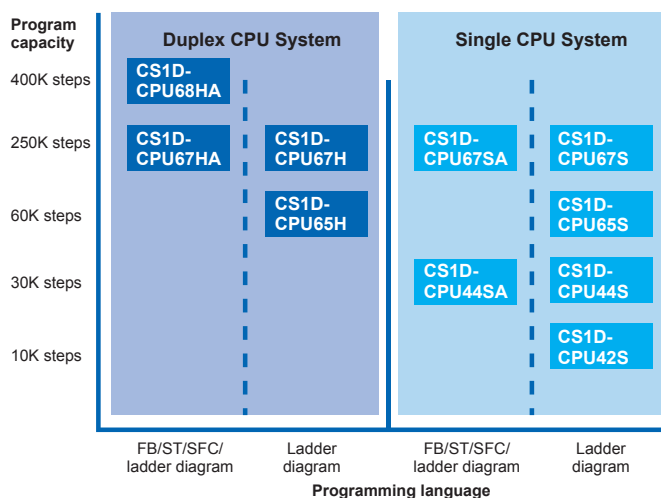 Program
capacity
Duplex CPU System
Single CPU System
400K steps
CS1D-
CPU68HA
250K steps
CS1D-
CPU67HA
CS1D-
CPU67H
CS1D-
CPU67SA
CS1D-
CPU67S
60K steps
CS1D-
CPU65H
CS1D-
CPU65S
30K steps
CS1D-
CPU44SA
CS1D-
CPU44S
10K steps
CS1D-
CPU42S
FB/ST/SFC/
ladder diagram
Ladder
diagram
FB/ST/SFC/
ladder diagram
Ladder
diagram
Programming language